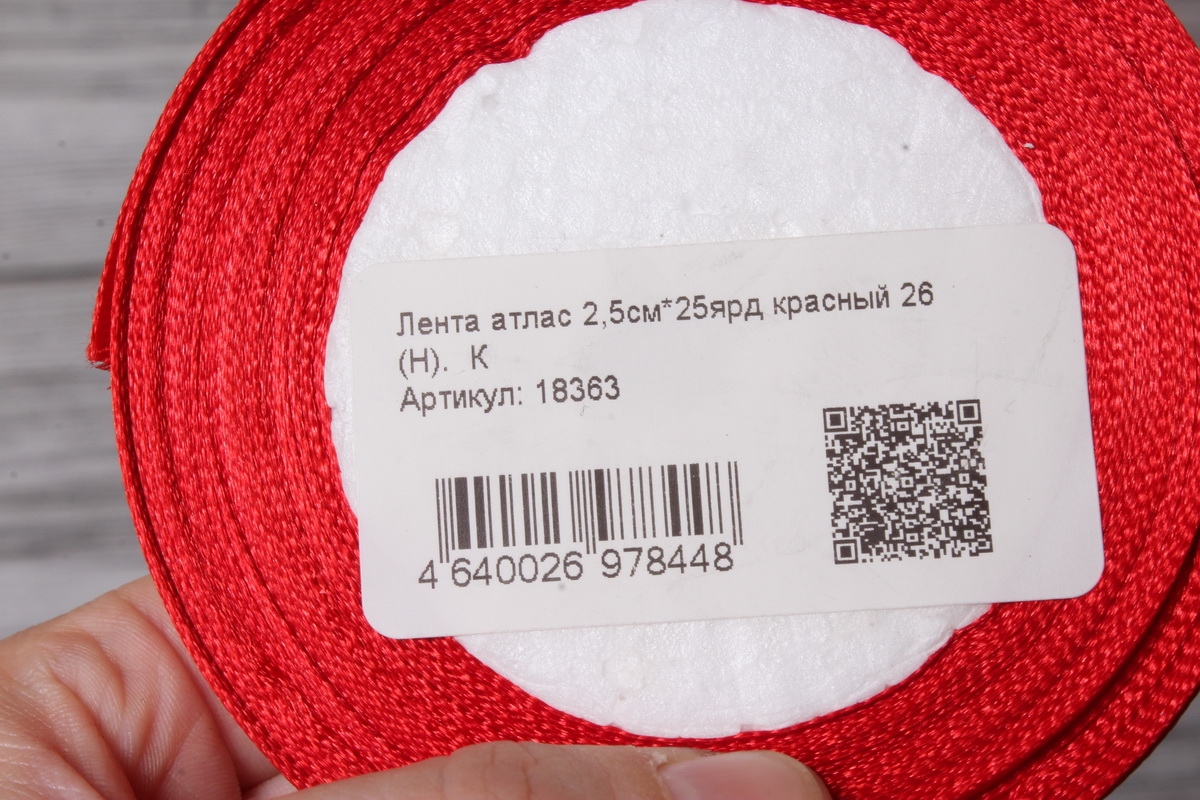 Лента атлас 2,5см*25ярд красный 26
(Н). К
Артикул: 18363
4 640026 978448